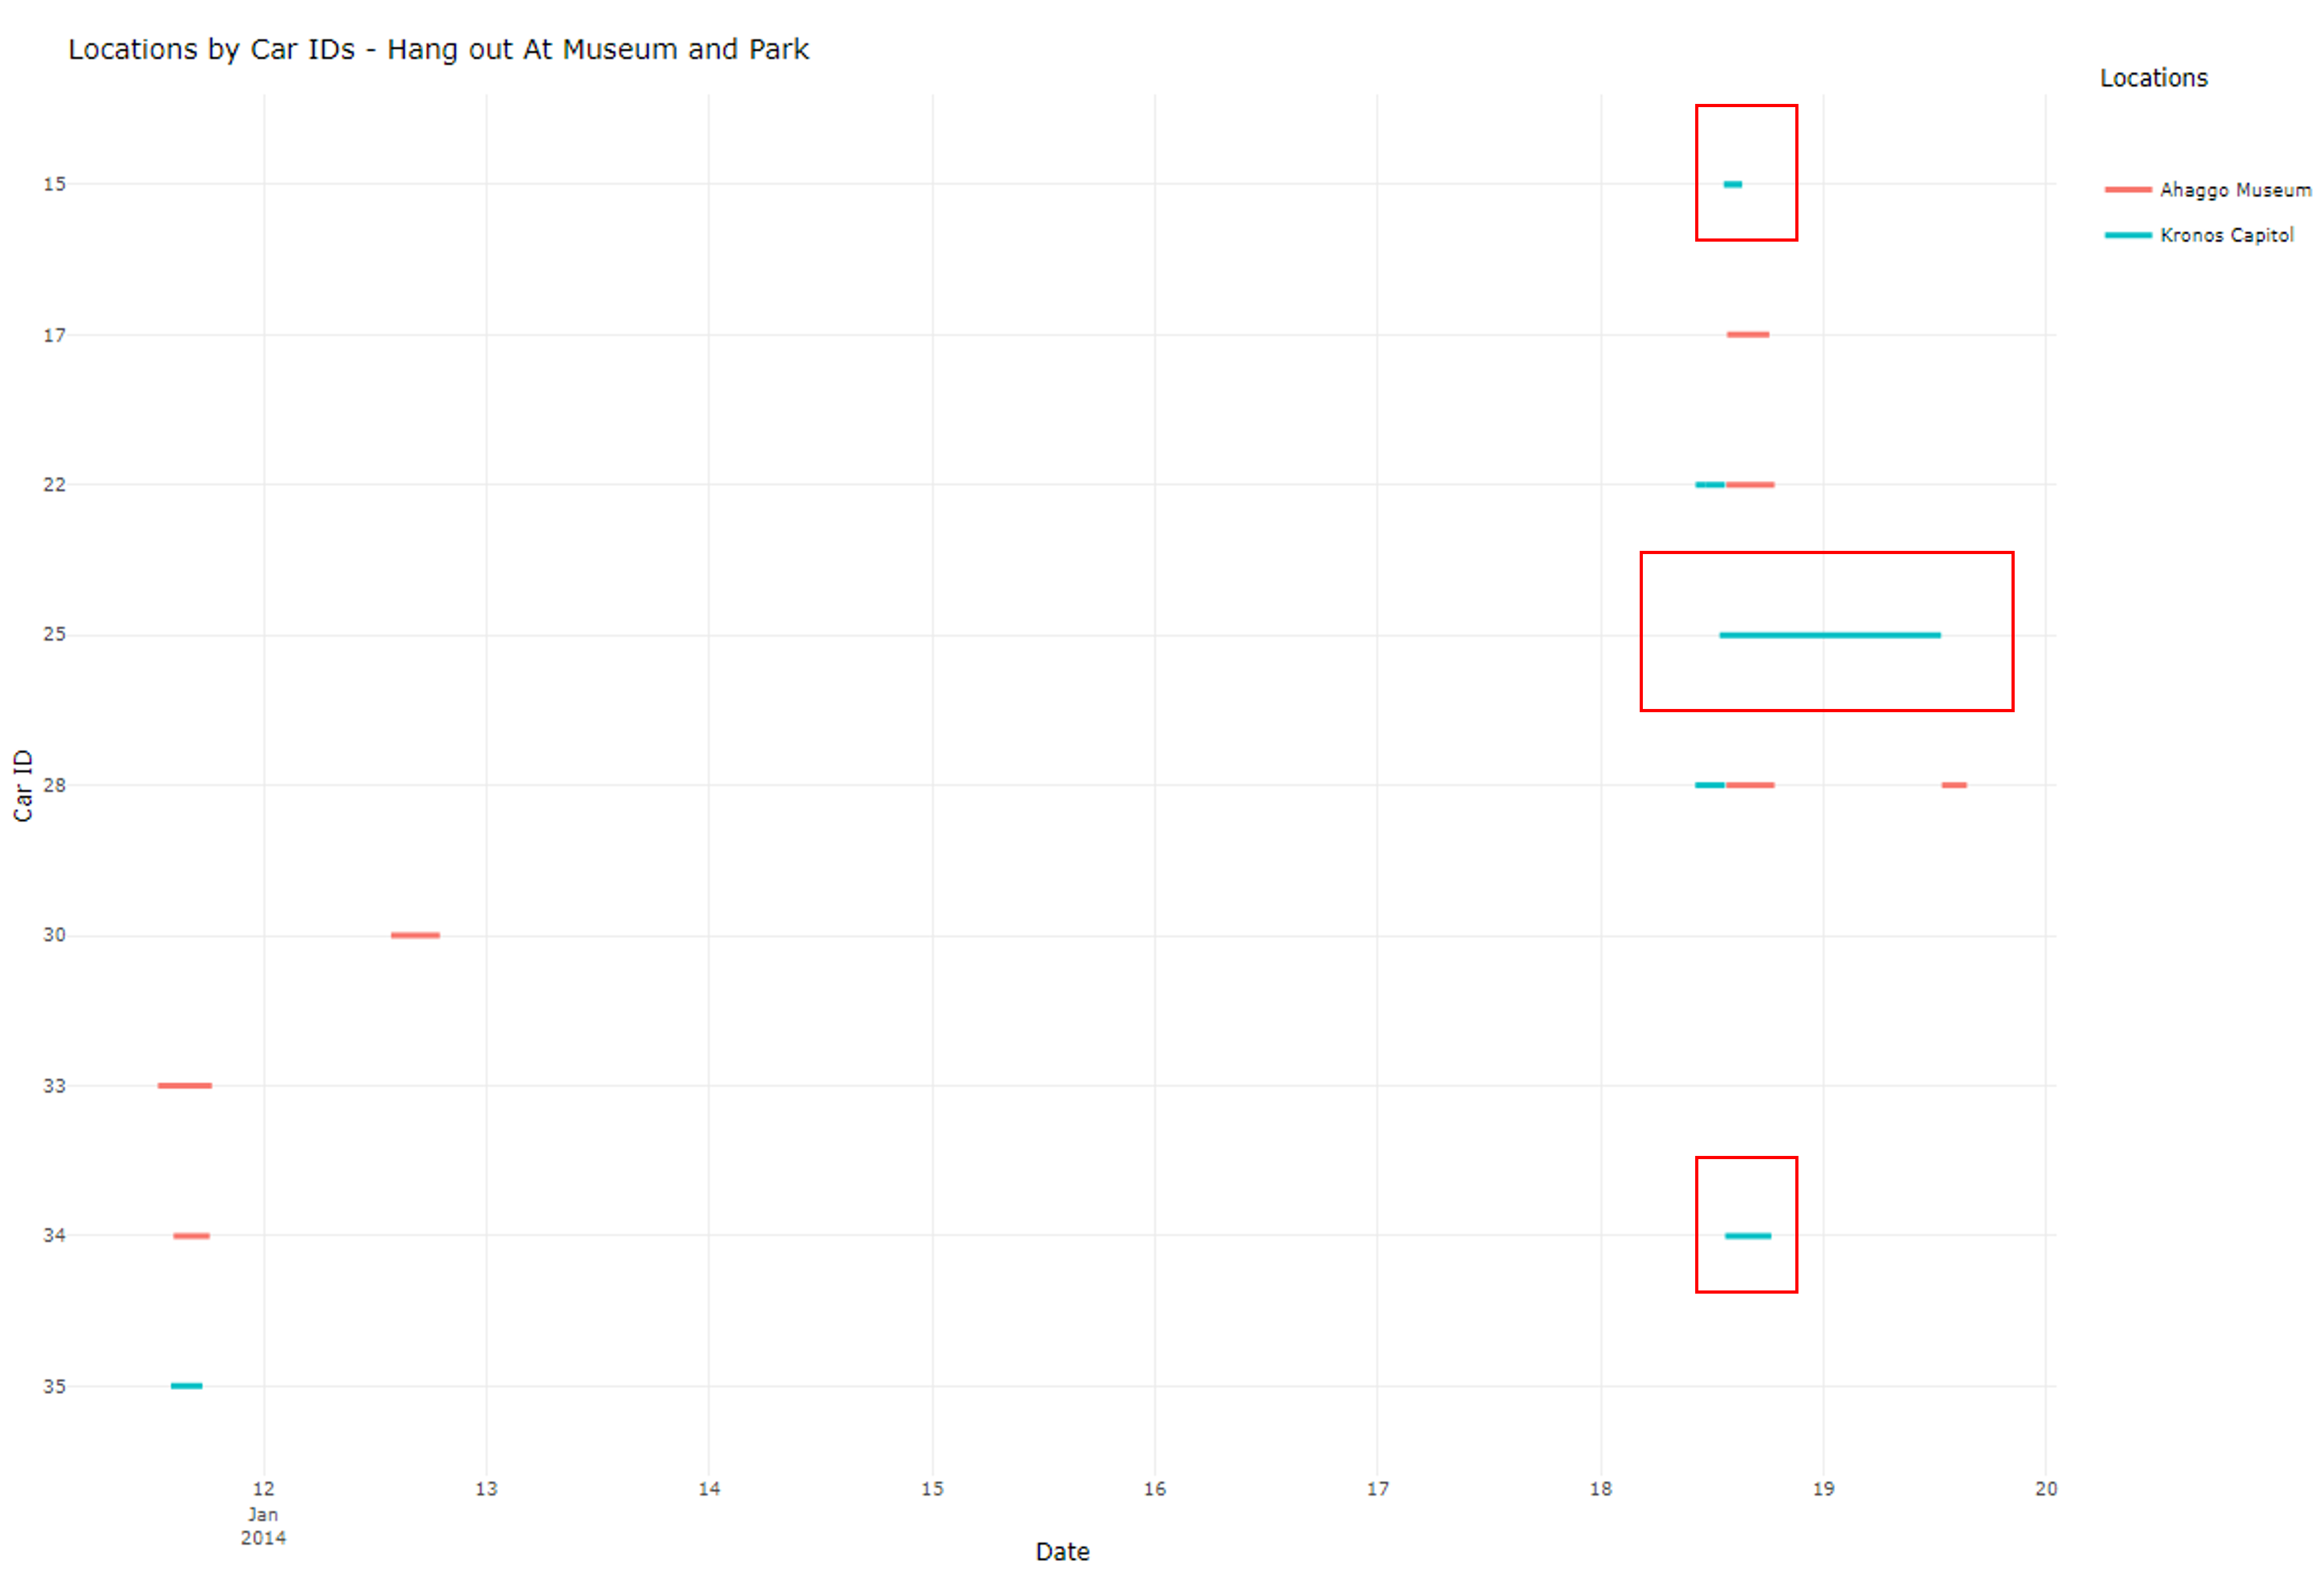 Locations by Car IDs - Hang out At Museum and Park
Locations
Ahaggo Museum
Kronos Capitol
Car ID
15
17
22
25
28
30
33
34
35
12 13 14 15 16 17 18 19 20
Jan
2014
Date